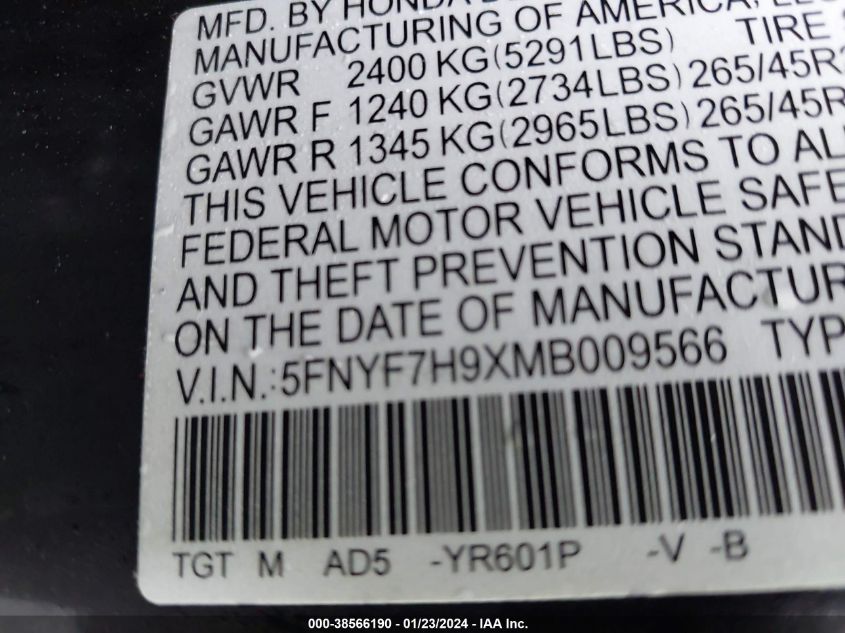 MFD. BY HONDA
MANUFACTURING OF AMERICA, LLC
TIRE
GVWR 2400 KG(5291LBS)
GAWR F 1240 KG(2734LBS) 265/45R
GAWR R 1345 KG(2965LBS) 265/45R
THIS VEHICLE CONFORMS TO AL
FEDERAL MOTOR VEHICLE SAFE
AND THEFT PREVENTION STAND
ON THE DATE OF MANUFACTUR
V.I.N.: 5FNYF7H9XMB009566 TYP
TGT M AD5 -YR601P -V -B
000-38566190 - 01/23/2024 - IAA Inc.